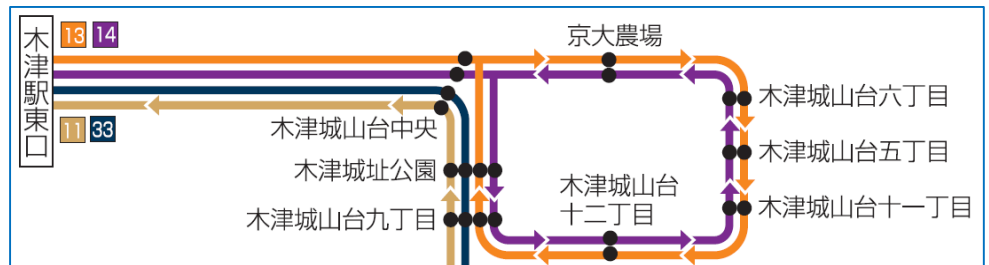 木津駅東口
13 14
11 33
京大農場
木津城山台六丁目
木津城山台中央
木津城山台五丁目
木津城址公園
木津城山台
十二丁目
木津城山台九丁目
木津城山台十一丁目